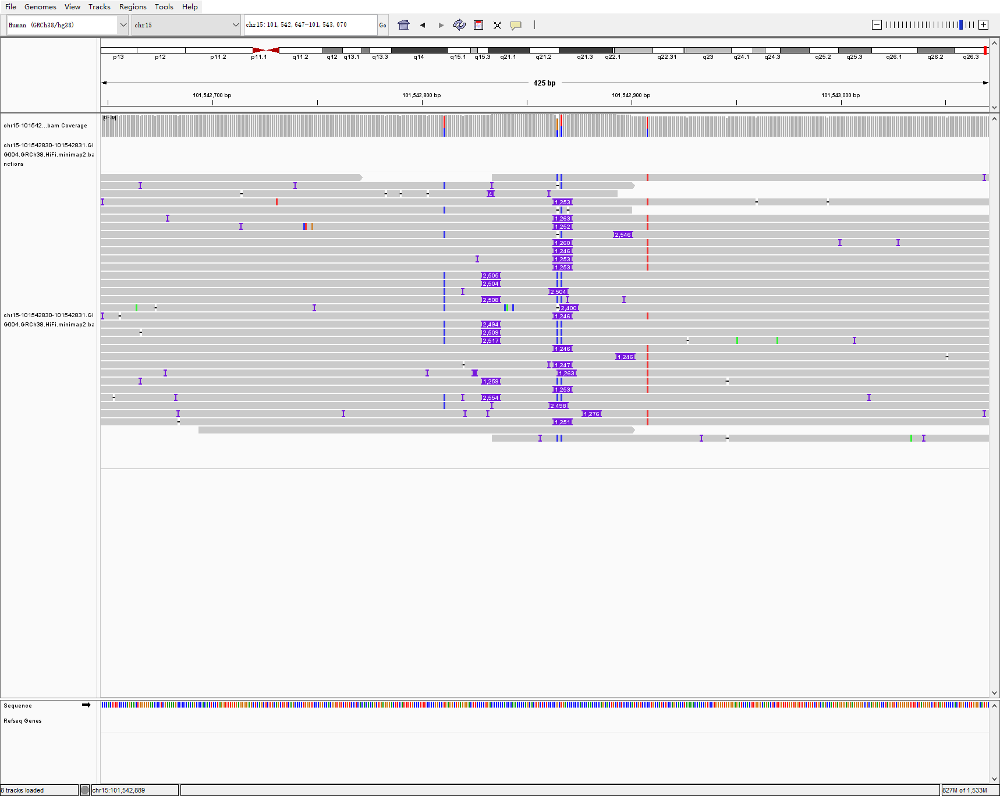 File Genomes View Tracks Regions Tools Help
Human (GRCh38/hg38) chr15 chr15:101,542,647-101,543,070 Go
p13 p12 p11.2 p11.1 q11.2 q12 q13.1 q13.3 q14 q15.1 q15.3 q21.1 q21.2 q21.3 q22.1 q22.31 q23 q24.1 q24.3 q25.2 q25.3 q26.1 q26.2 q26.3
425 bp
101,542,700 bp 101,542,800 bp 101,542,900 bp 101,543,000 bp
[0 - 33]
chr15-101542...bam Coverage
chr15-101542830-101542831.GI
G004.GRCh38.HiFi.minimap2.ba
nctions
4
1,253
1,263
1,252
2,546
1,260
1,246
1,253
1,253
2,505
2,504
2,504
2,508
2,400
chr15-101542830-101542831.GI
1,246
G004.GRCh38.HiFi.minimap2.ba
2,494
2,509
2,517
1,246
1,246
1,247
1,263
1,259
1,253
2,554
2,498
1,276
1,251
Sequence
Refseq Genes
8 tracks loaded chr15:101,542,889 827M of 1,533M